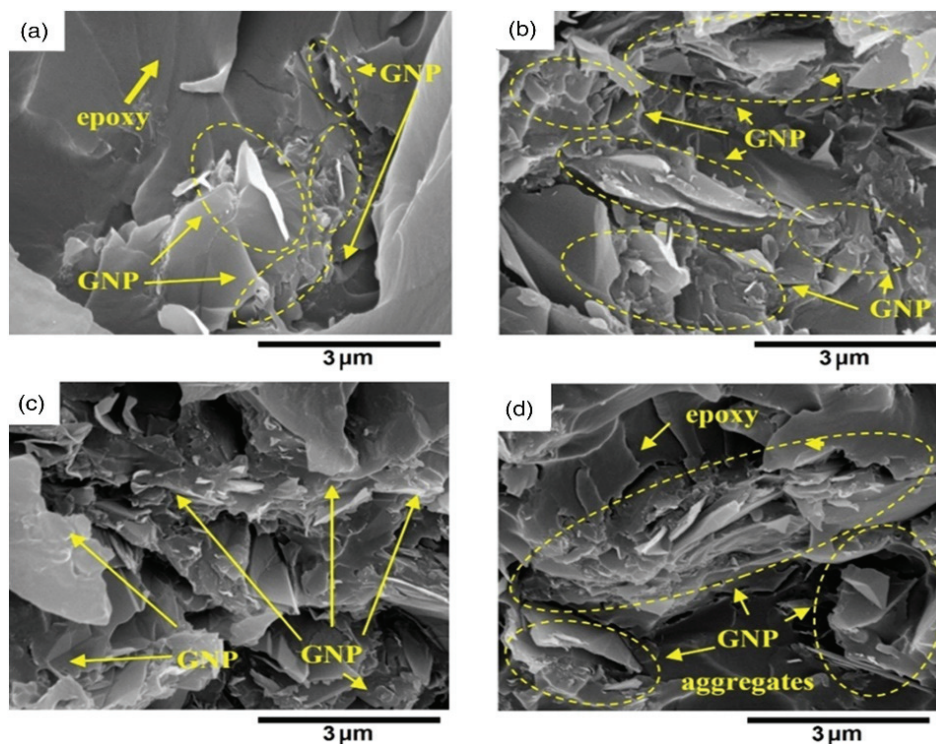 (a)
GNP
epoxy
GNP
3 µm
(b)
GNP
GNP
3 µm
(c)
GNP
GNP
3 µm
(d)
epoxy
GNP
aggregates
3 µm